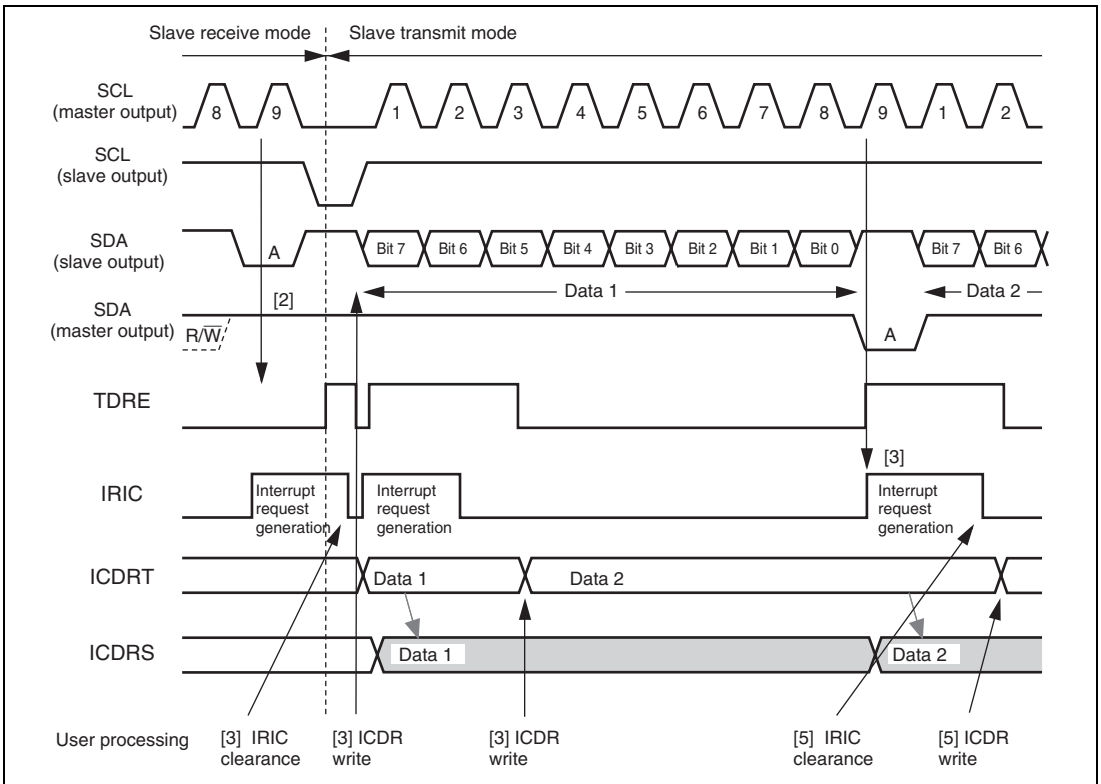 Slave receive mode Slave transmit mode
SCL
(master output)
8 9 1 2 3 4 5 6 7 8 9 1 2
SCL
(slave output)
SDA
(slave output)
A Bit 7 Bit 6 Bit 5 Bit 4 Bit 3 Bit 2 Bit 1 Bit 0 Bit 7 Bit 6
Data 1 Data 2
[2]
SDA
(master output)
R/W̅ A
TDRE
[3]
IRIC
Interrupt
request
generation
Interrupt
request
generation
Interrupt
request
generation
ICDRT
Data 1 Data 2
ICDRS
Data 1 Data 2
User processing
[3] IRIC
clearance
[3] ICDR
write
[3] ICDR
write
[5] IRIC
clearance
[5] ICDR
write